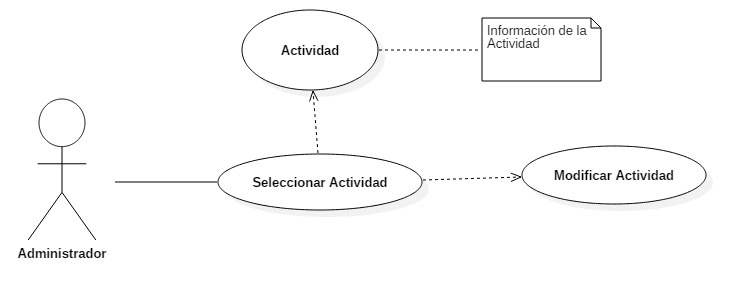 Actividad
Información de la
Actividad
Seleccionar Actividad
Modificar Actividad
Administrador